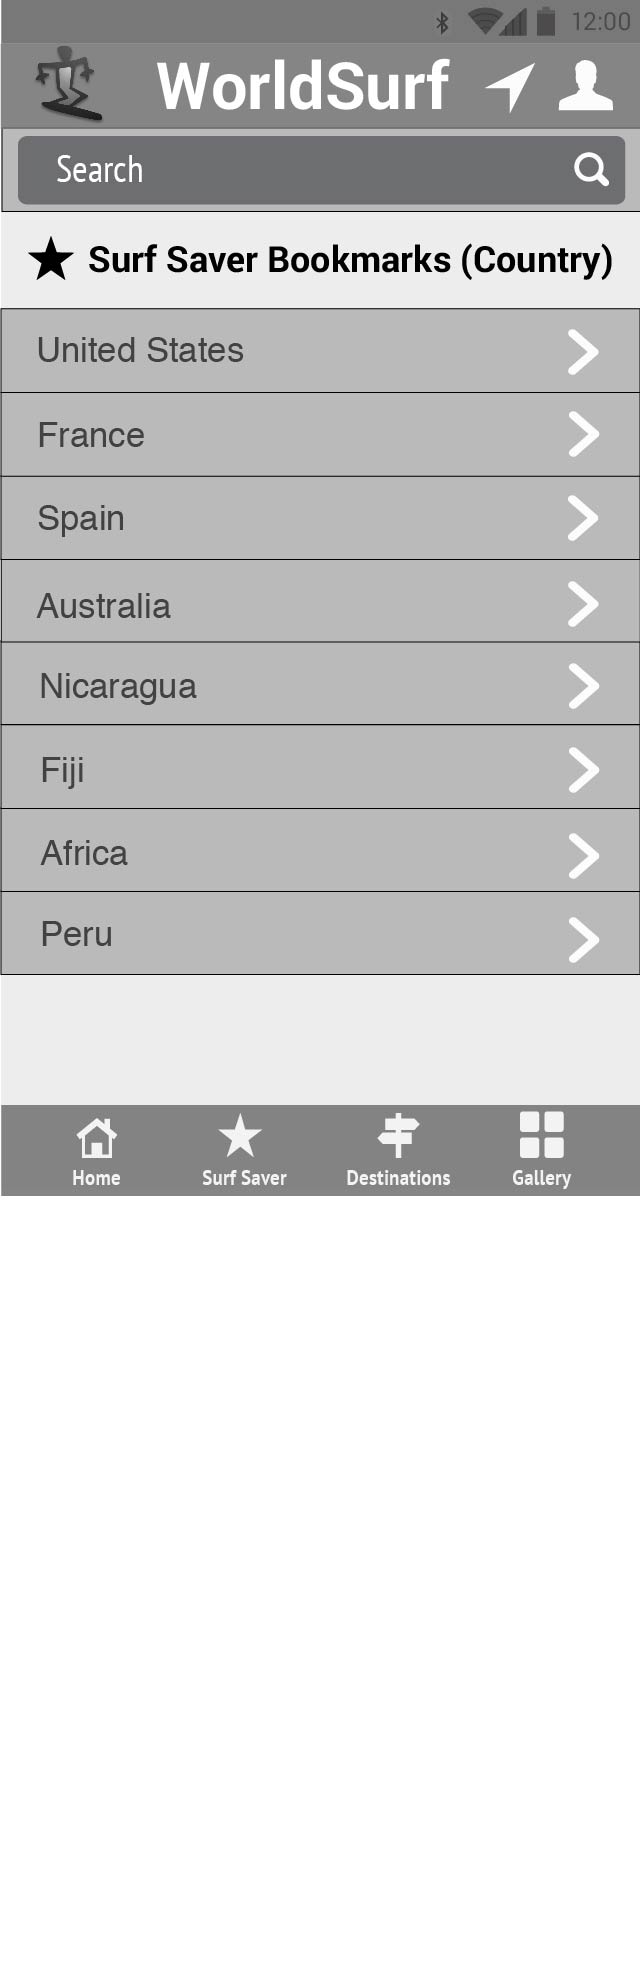 12:00
WorldSurf
Search
Surf Saver Bookmarks (Country)
United States
France
Spain
Australia
Nicaragua
Fiji
Africa
Peru
Home Surf Saver Destinations Gallery